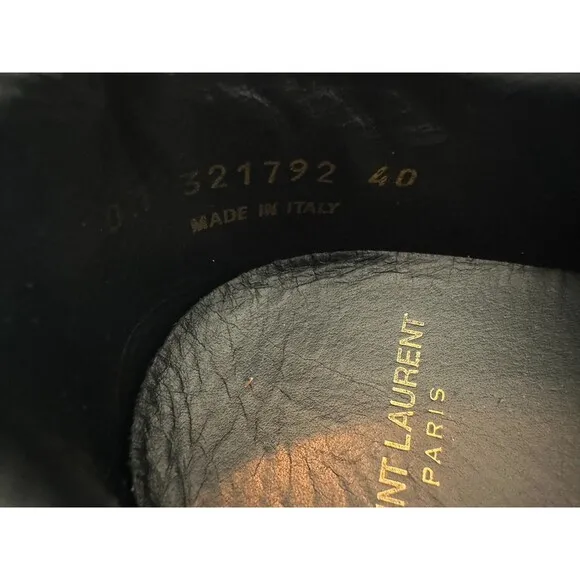 321792 40
MADE IN ITALY
INT LAURENT
PARIS